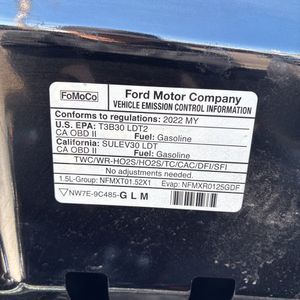 FoMoCo
Ford Motor Company
VEHICLE EMISSION CONTROL INFORMATION
Conforms to regulations: 2022 MY
U.S. EPA: T3B30 LDT2
CA OBD II Fuel: Gasoline
California: SULEV30 LDT
CA OBD II Fuel: Gasoline
TWC/WR-HO2S/HO2S/TC/CAC/DFI/SFI
No adjustments needed.
1.5L-Group: NFMXT01.52X1 Evap: NFMXR0125GDF
NW7E-9C485-G L M